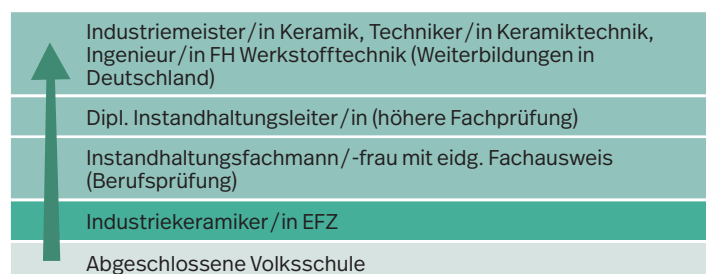 Industriemeister/in Keramik, Techniker/in Keramiktechnik,
Ingenieur/in FH Werkstofftechnik (Weiterbildungen in
Deutschland)
Dipl. Instandhaltungsleiter/in (höhere Fachprüfung)
Instandhaltungsfachmann/-frau mit eidg. Fachausweis
(Berufsprüfung)
Industriekeramiker/in EFZ
Abgeschlossene Volksschule